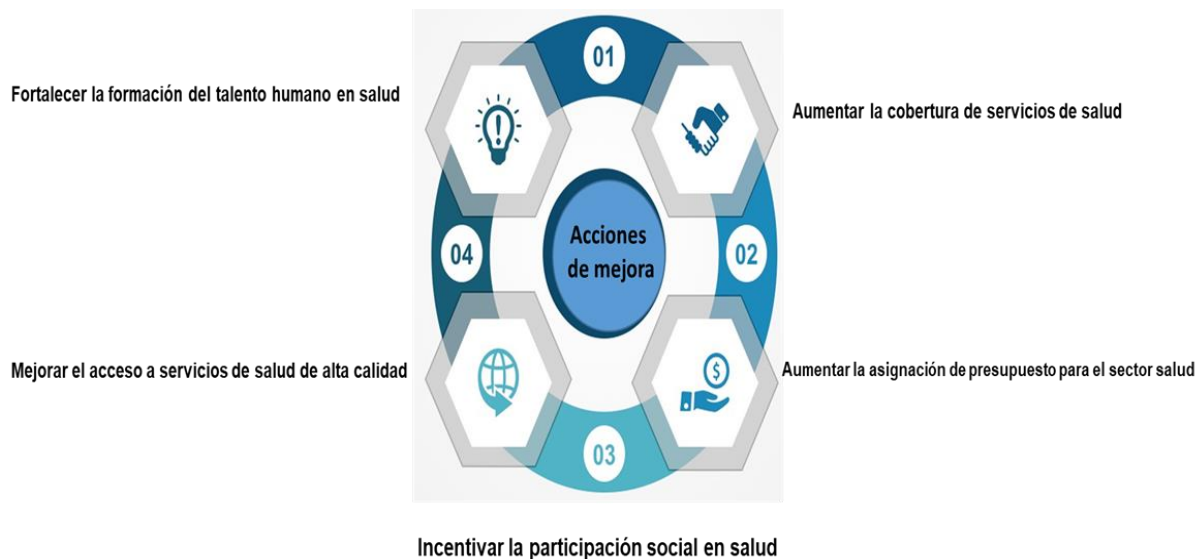 01
Fortalecer la formación del talento humano en salud
Aumentar la cobertura de servicios de salud
Acciones
de mejora
04
02
Mejorar el acceso a servicios de salud de alta calidad
$
Aumentar la asignación de presupuesto para el sector salud
03
Incentivar la participación social en salud